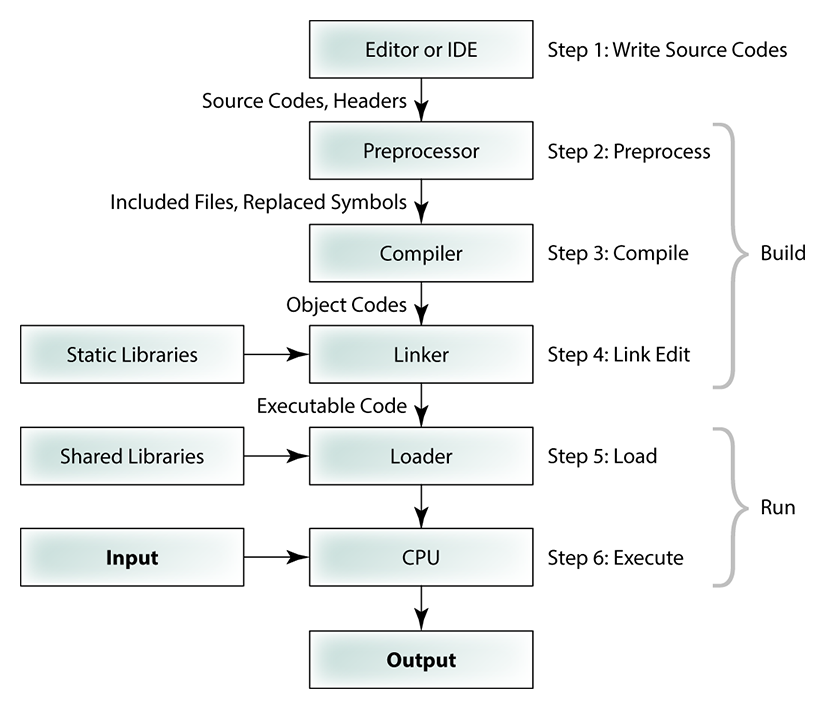 Editor or IDE
Step 1: Write Source Codes
Source Codes, Headers
Preprocessor
Step 2: Preprocess
Included Files, Replaced Symbols
Compiler
Step 3: Compile
Build
Object Codes
Static Libraries
Linker
Step 4: Link Edit
Executable Code
Shared Libraries
Loader
Step 5: Load
Run
Input
CPU
Step 6: Execute
Output